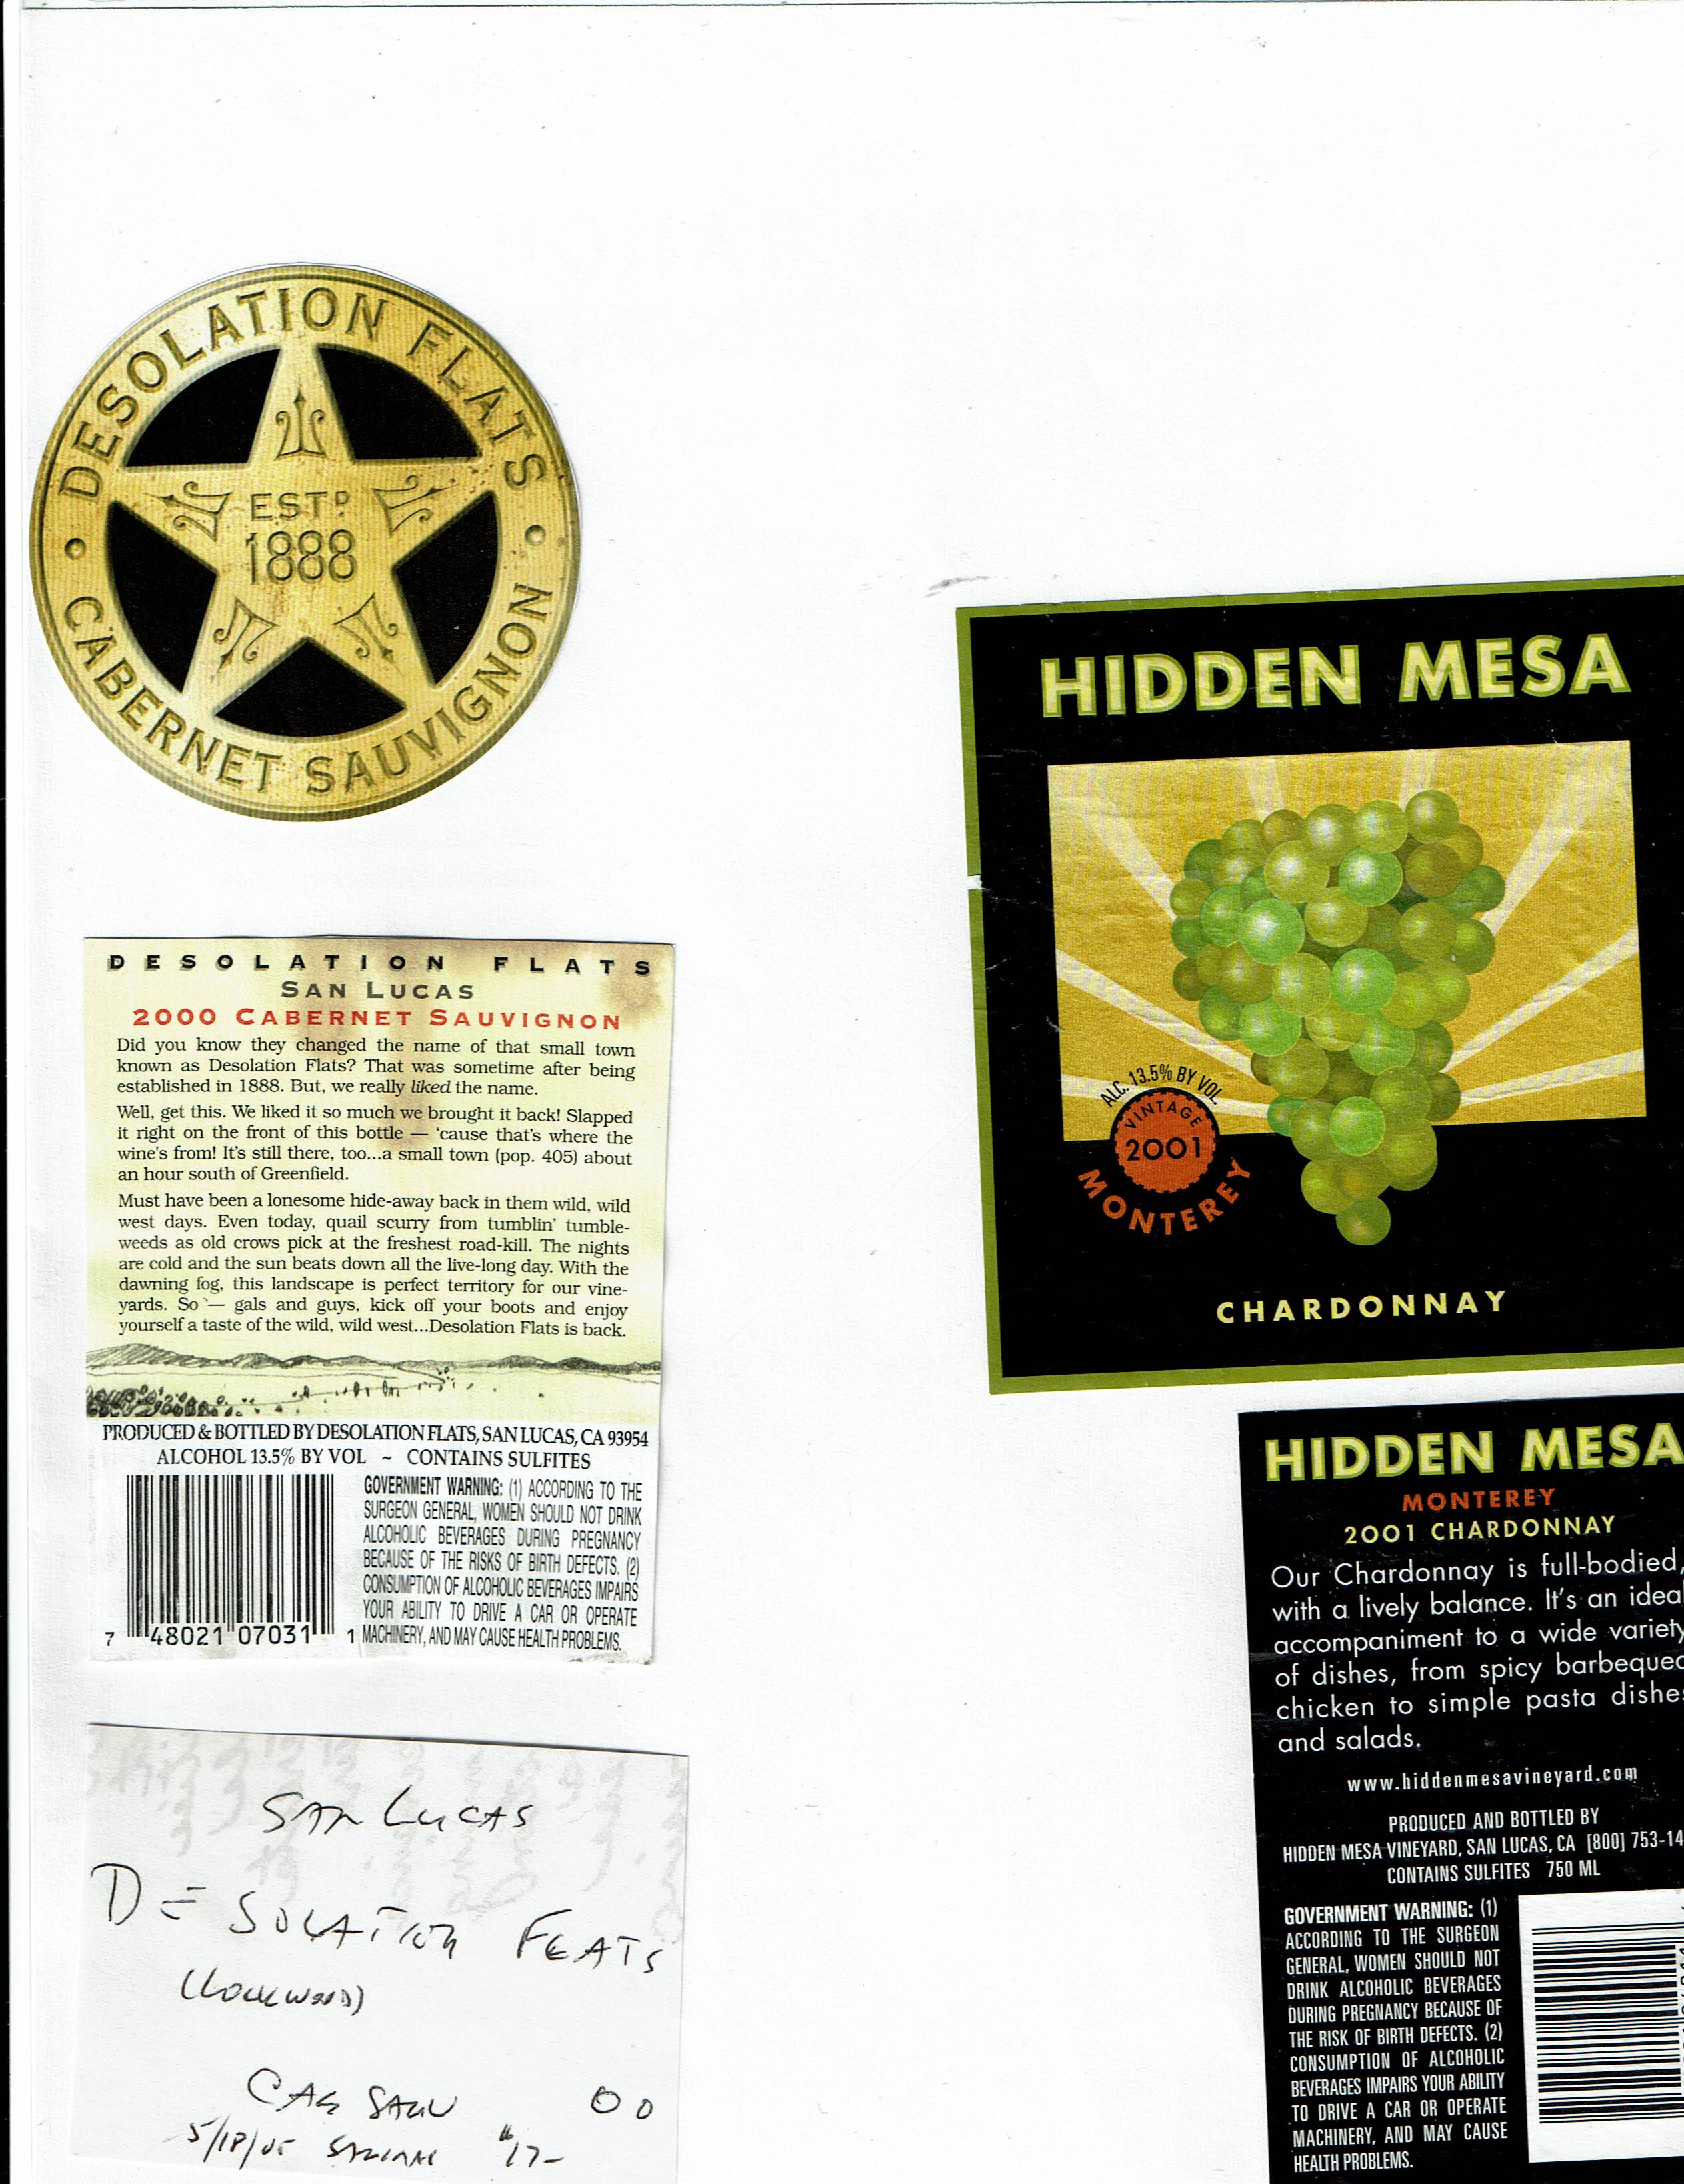 DESOLATION FLATS
ESTD
1888
CABERNET SAUVIGNON
DESOLATION FLATS
SAN LUCAS
2000 CABERNET SAUVIGNON
Did you know they changed the name of that small town
known as Desolation Flats? That was sometime after being
established in 1888. But, we really liked the name.
Well, get this. We liked it so much we brought it back! Slapped
it right on the front of this bottle — 'cause that's where the
wine's from! It's still there, too...a small town (pop. 405) about
an hour south of Greenfield.
Must have been a lonesome hide-away back in them wild, wild
west days. Even today, quail scurry from tumblin' tumble-
weeds as old crows pick at the freshest road-kill. The nights
are cold and the sun beats down all the live-long day. With the
dawning fog, this landscape is perfect territory for our vine-
yards. So — gals and guys, kick off your boots and enjoy
yourself a taste of the wild, wild west...Desolation Flats is back.
PRODUCED & BOTTLED BY DESOLATION FLATS, SAN LUCAS, CA 93954
ALCOHOL 13.5% BY VOL ~ CONTAINS SULFITES
GOVERNMENT WARNING: (1) ACCORDING TO THE
SURGEON GENERAL, WOMEN SHOULD NOT DRINK
ALCOHOLIC BEVERAGES DURING PREGNANCY
BECAUSE OF THE RISKS OF BIRTH DEFECTS. (2)
CONSUMPTION OF ALCOHOLIC BEVERAGES IMPAIRS
YOUR ABILITY TO DRIVE A CAR OR OPERATE
MACHINERY, AND MAY CAUSE HEALTH PROBLEMS.
7 48021 07031 1
SAN LUCAS
DESOLATION FLATS
(LOCKWOOD)
CAB SAUV 00
5/18/05 "17-
HIDDEN MESA
ALC. 13.5% BY VOL.
VINTAGE
2001
MONTEREY
CHARDONNAY
HIDDEN MESA
MONTEREY
2001 CHARDONNAY
Our Chardonnay is full-bodied,
with a lively balance. It's an ideal
accompaniment to a wide variety
of dishes, from spicy barbequed
chicken to simple pasta dishes
and salads.
www.hiddenmesavineyard.com
PRODUCED AND BOTTLED BY
HIDDEN MESA VINEYARD, SAN LUCAS, CA [800] 753-14
CONTAINS SULFITES 750 ML
GOVERNMENT WARNING: (1)
ACCORDING TO THE SURGEON
GENERAL, WOMEN SHOULD NOT
DRINK ALCOHOLIC BEVERAGES
DURING PREGNANCY BECAUSE OF
THE RISK OF BIRTH DEFECTS. (2)
CONSUMPTION OF ALCOHOLIC
BEVERAGES IMPAIRS YOUR ABILITY
TO DRIVE A CAR OR OPERATE
MACHINERY, AND MAY CAUSE
HEALTH PROBLEMS.